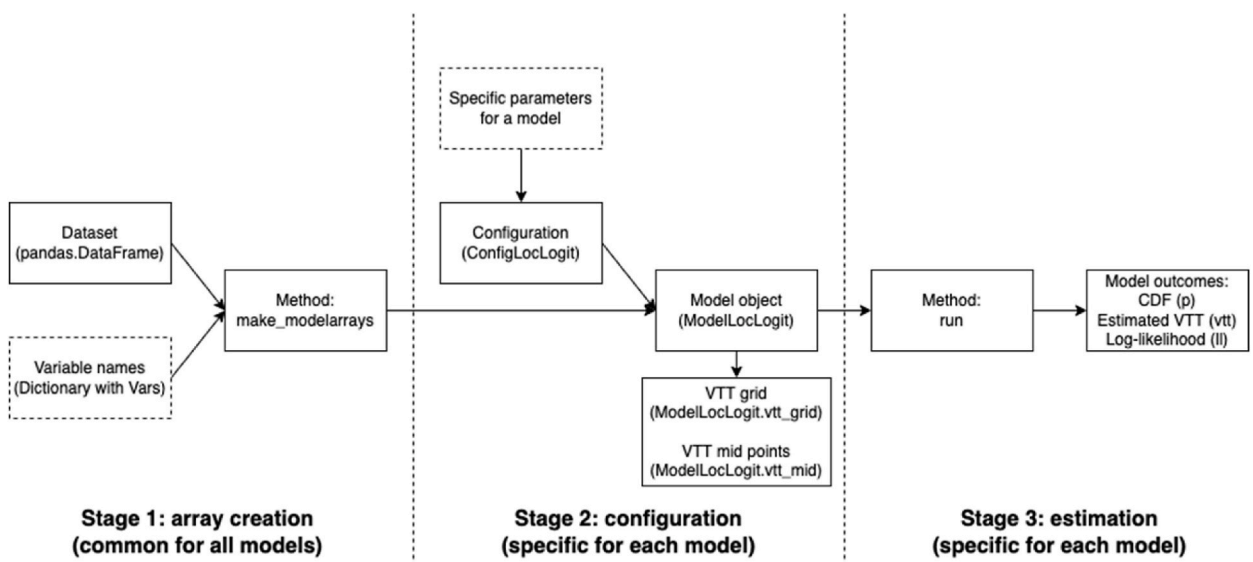 Specific parameters
for a model
Dataset
(pandas.DataFrame)
Configuration
(ConfigLocLogit)
Method:
make_modelarrays
Model object
(ModelLocLogit)
Method:
run
Model outcomes:
CDF (p)
Estimated VTT (vtt)
Log-likelihood (ll)
Variable names
(Dictionary with Vars)
VTT grid
(ModelLocLogit.vtt_grid)
VTT mid points
(ModelLocLogit.vtt_mid)
Stage 1: array creation
(common for all models)
Stage 2: configuration
(specific for each model)
Stage 3: estimation
(specific for each model)